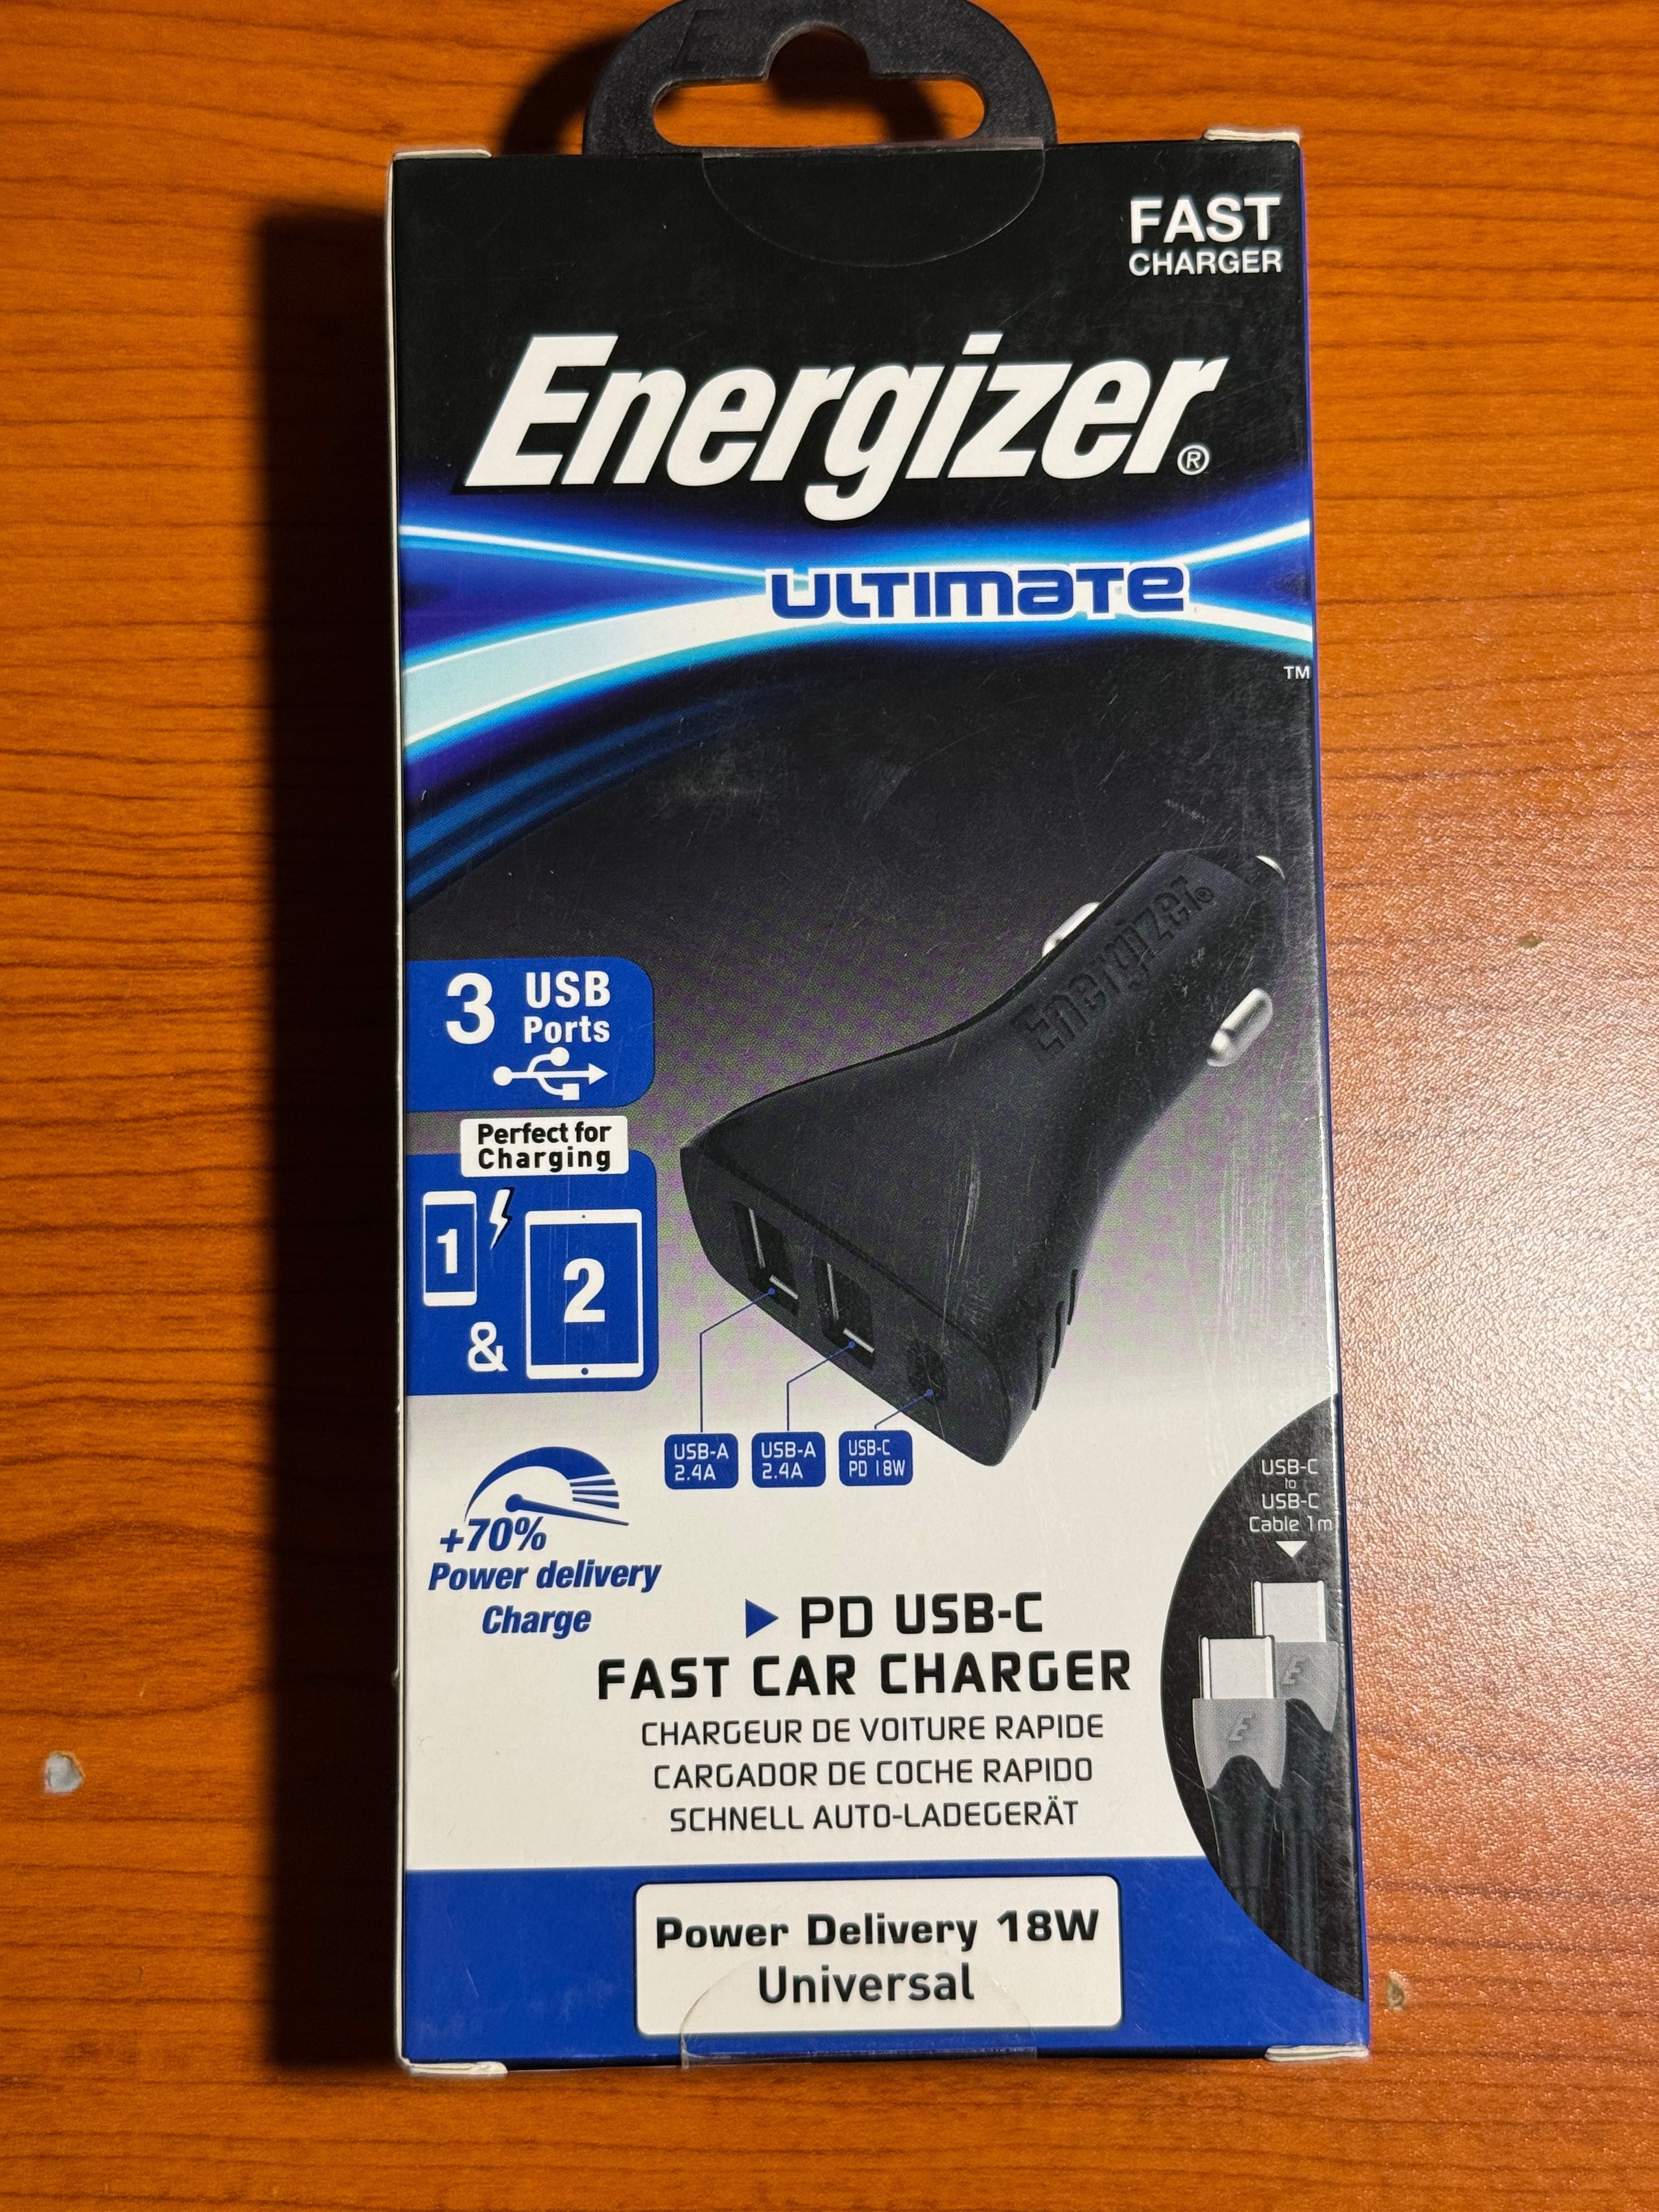 FAST
CHARGER
Energizer®
ULTIMATE
™
Energizer®
3 USB
Ports
Perfect for
Charging
1
&
2
USB-A
2.4A
USB-A
2.4A
USB-C
PD 18W
+70%
Power delivery
Charge
USB-C
to
USB-C
Cable 1m
PD USB-C
FAST CAR CHARGER
CHARGEUR DE VOITURE RAPIDE
CARGADOR DE COCHE RAPIDO
SCHNELL AUTO-LADEGERÄT
E
E
Power Delivery 18W
Universal